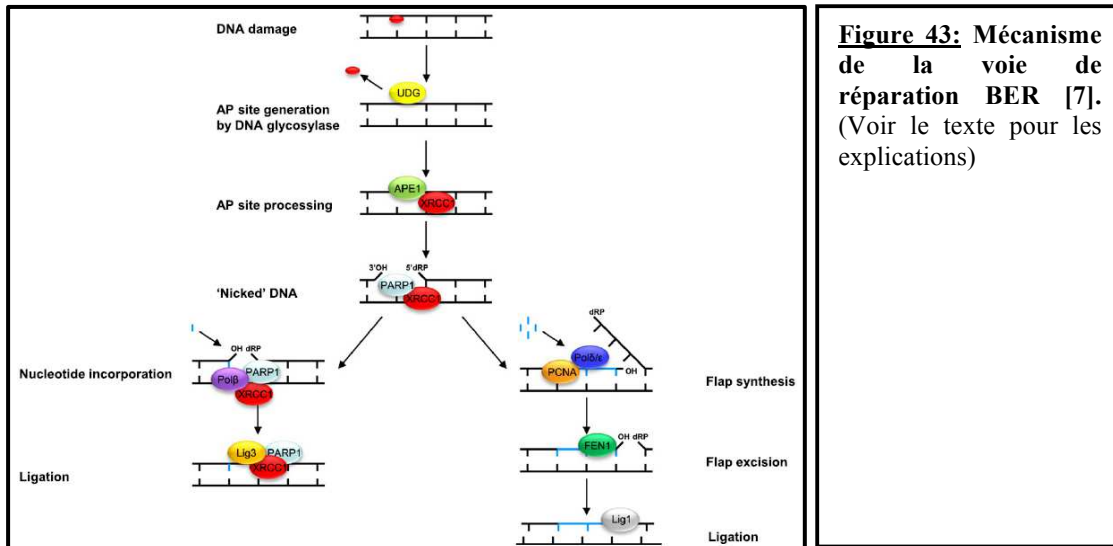 DNA damage
UDG
AP site generation
by DNA glycosylase
APE1
XRCC1
AP site processing
3'OH 5'dRP
PARP1
XRCC1
'Nicked' DNA
OH dRP
Nucleotide incorporation
Polβ
PARP1
XRCC1
Lig3
PARP1
XRCC1
Ligation
dRP
Polδ/ε
PCNA
OH
Flap synthesis
FEN1
OH dRP
Flap excision
Lig1
Ligation
Figure 43: Mécanisme
de la voie de
réparation BER [7].
(Voir le texte pour les
explications)